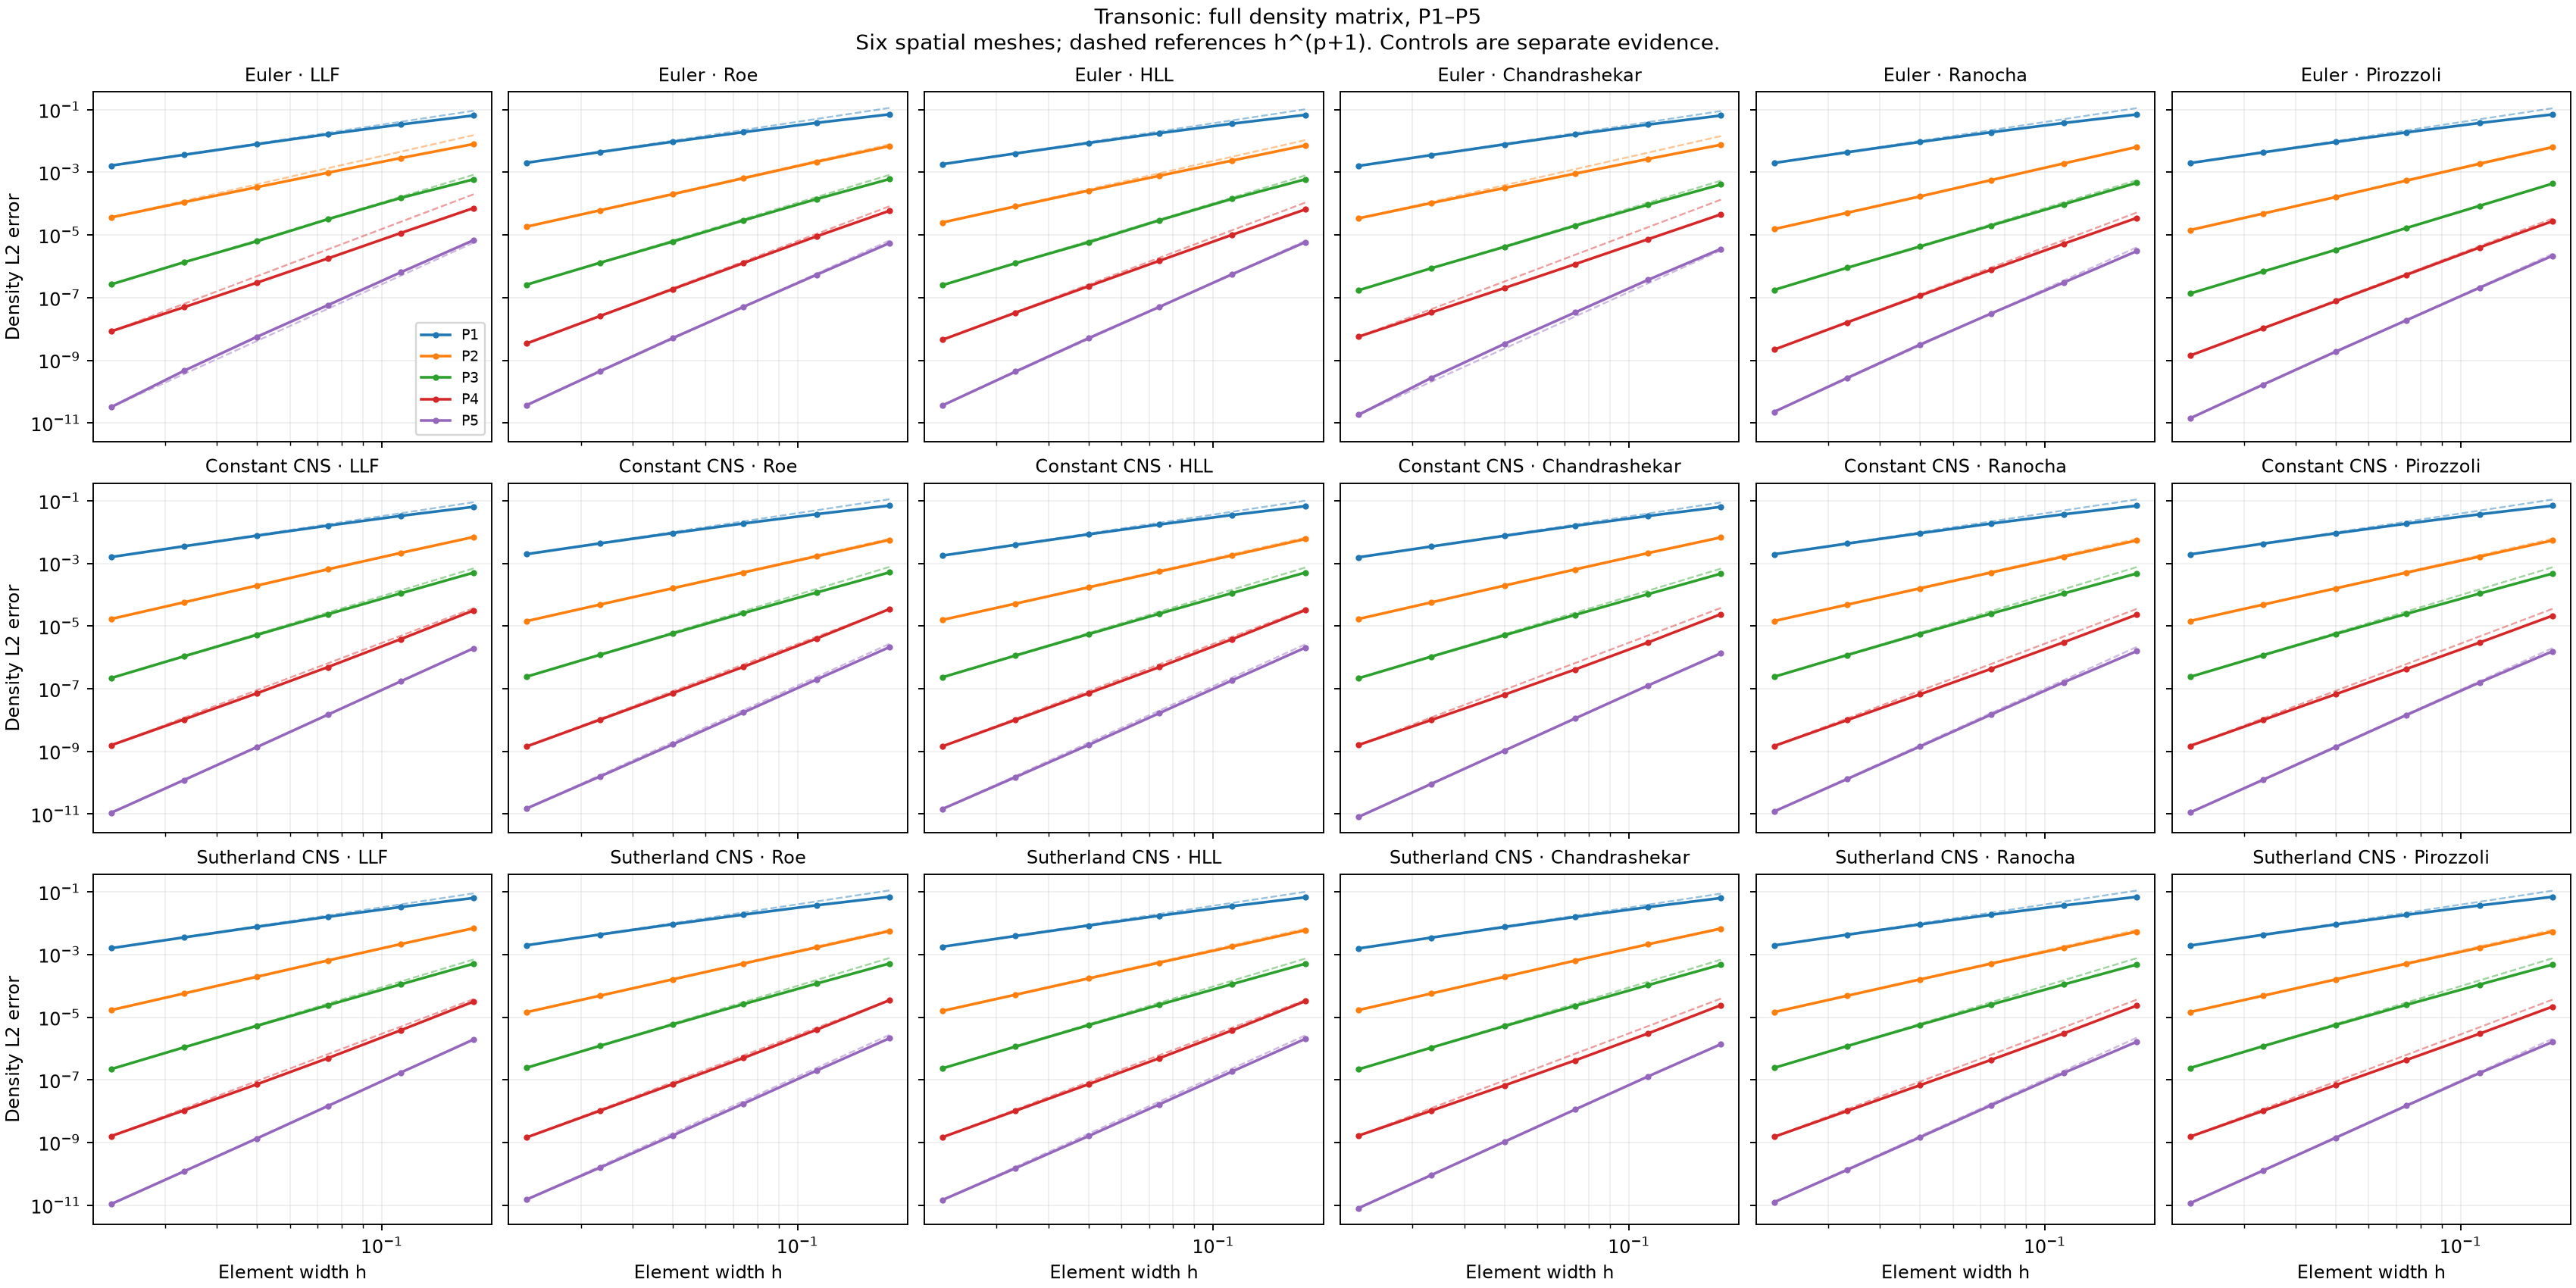 Transonic: full density matrix, P1–P5
Six spatial meshes; dashed references h^(p+1). Controls are separate evidence.
Euler · LLF
Euler · Roe
Euler · HLL
Euler · Chandrashekar
Euler · Ranocha
Euler · Pirozzoli
Density L2 error
10⁻¹
10⁻³
10⁻⁵
10⁻⁷
10⁻⁹
10⁻¹¹
P1
P2
P3
P4
P5
Constant CNS · LLF
Constant CNS · Roe
Constant CNS · HLL
Constant CNS · Chandrashekar
Constant CNS · Ranocha
Constant CNS · Pirozzoli
Density L2 error
10⁻¹
10⁻³
10⁻⁵
10⁻⁷
10⁻⁹
10⁻¹¹
Sutherland CNS · LLF
Sutherland CNS · Roe
Sutherland CNS · HLL
Sutherland CNS · Chandrashekar
Sutherland CNS · Ranocha
Sutherland CNS · Pirozzoli
Density L2 error
10⁻¹
10⁻³
10⁻⁵
10⁻⁷
10⁻⁹
10⁻¹¹
10⁻¹
10⁻¹
10⁻¹
10⁻¹
10⁻¹
10⁻¹
Element width h
Element width h
Element width h
Element width h
Element width h
Element width h